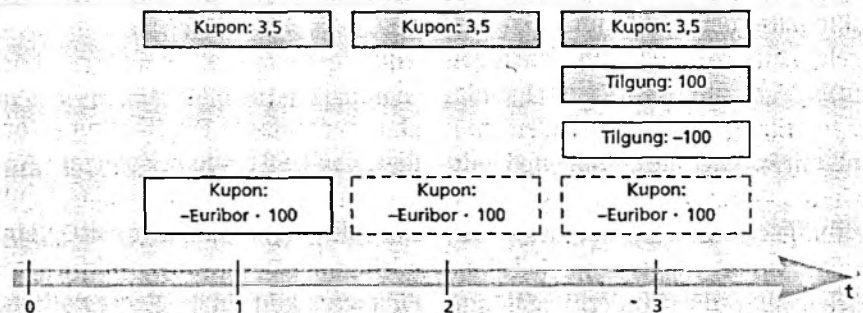 Kupon: 3,5 Kupon: 3,5 Kupon: 3,5
Tilgung: 100
Tilgung: –100
Kupon: Kupon: Kupon:
–Euribor · 100 –Euribor · 100 –Euribor · 100
0 1 2 3 t